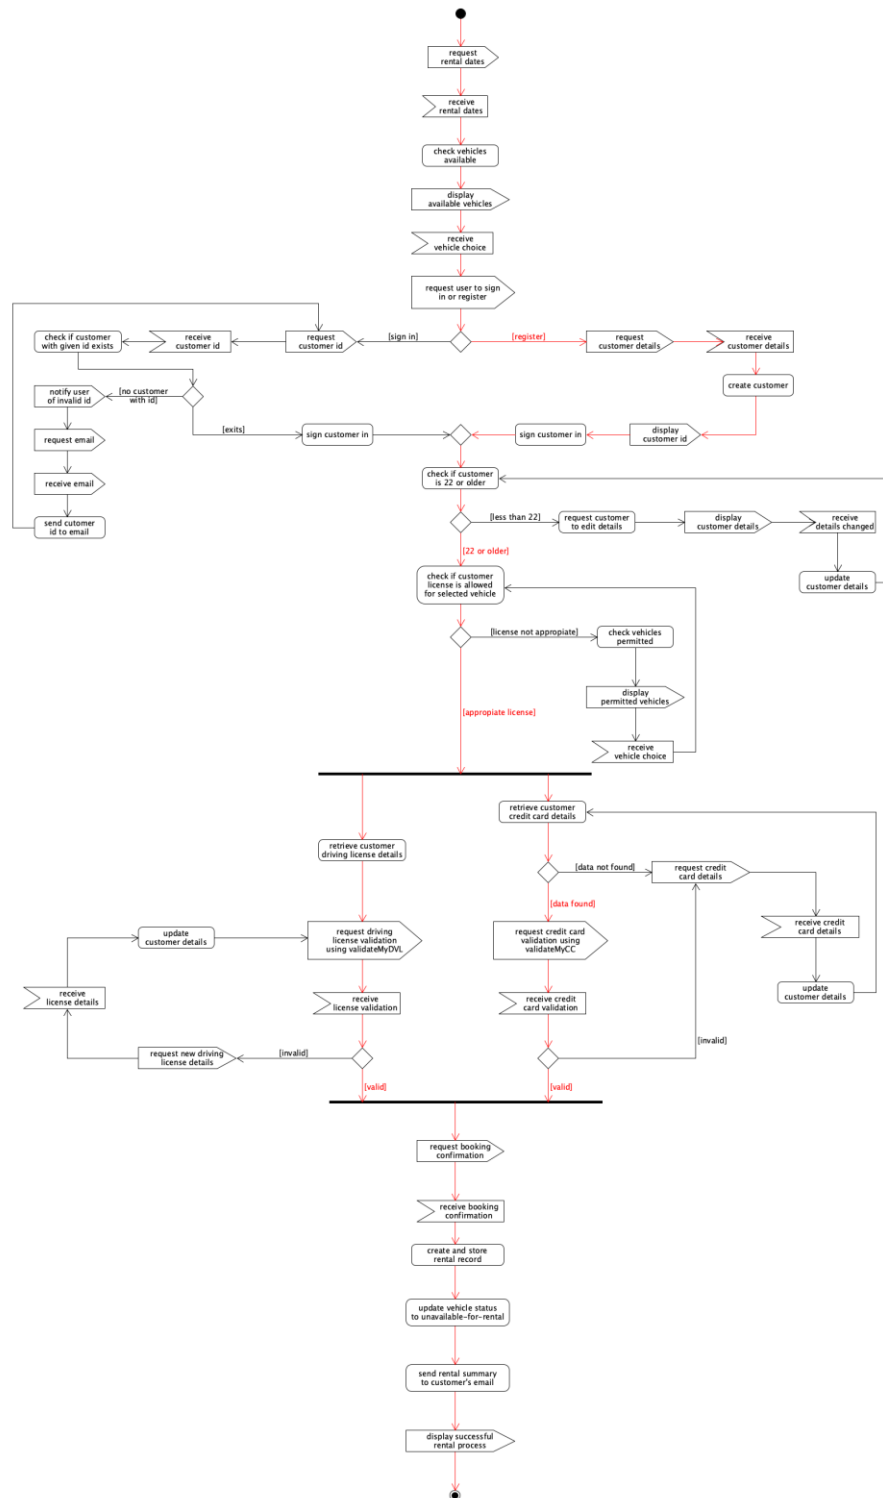 request
rental dates
receive
rental dates
check vehicles
available
display
available vehicles
receive
vehicle choice
request user to sign
in or register
[sign in]
[register]
request
customer id
receive
customer id
check if customer
with given id exists
request
customer details
receive
customer details
create customer
display
customer id
sign customer in
[no customer
with id]
notify user
of invalid id
request email
receive email
send cutomer
id to email
[exits]
sign customer in
check if customer
is 22 or older
[less than 22]
request customer
to edit details
display
customer details
receive
details changed
update
customer details
[22 or older]
check if customer
license is allowed
for selected vehicle
[license not appropiate]
check vehicles
permitted
display
permitted vehicles
receive
vehicle choice
[appropiate license]
retrieve customer
credit card details
retrieve customer
driving license details
[data not found]
request credit
card details
[data found]
receive credit
card details
update
customer details
request driving
license validation
using validateMyDVL
request credit card
validation using
validateMyCC
update
customer details
receive
license details
receive
license validation
receive credit
card validation
[invalid]
request new driving
license details
[invalid]
[valid]
[valid]
request booking
confirmation
receive booking
confirmation
create and store
rental record
update vehicle status
to unavailable-for-rental
send rental summary
to customer's email
display successful
rental process